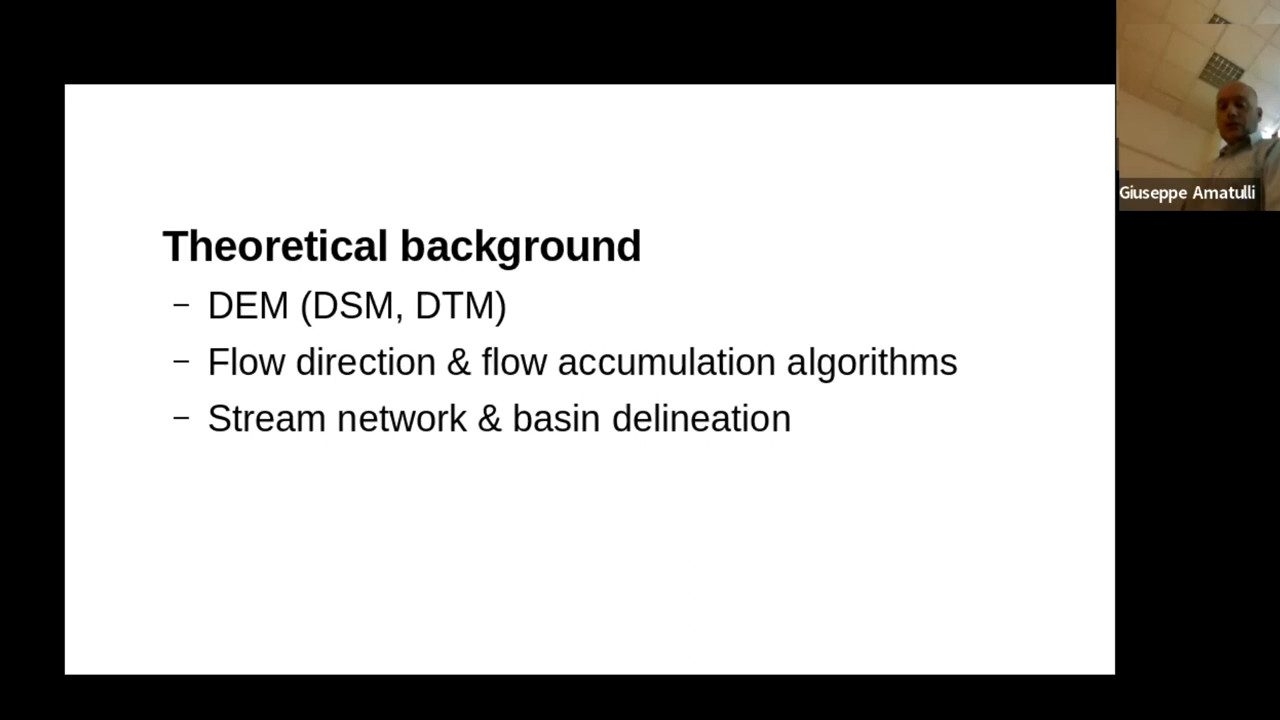 Theoretical background
– DEM (DSM, DTM)
– Flow direction & flow accumulation algorithms
– Stream network & basin delineation
Giuseppe Amatulli